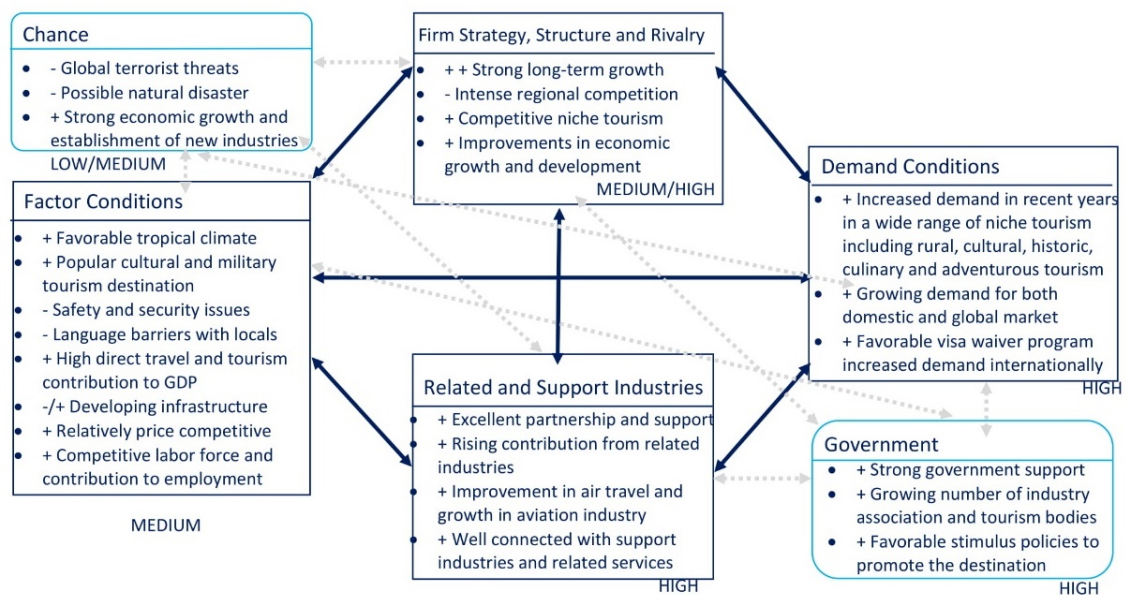 Chance
- Global terrorist threats
- Possible natural disaster
+ Strong economic growth and
establishment of new industries
LOW/MEDIUM
Firm Strategy, Structure and Rivalry
+ + Strong long-term growth
- Intense regional competition
+ Competitive niche tourism
+ Improvements in economic
growth and development
MEDIUM/HIGH
Factor Conditions
+ Favorable tropical climate
+ Popular cultural and military
tourism destination
- Safety and security issues
- Language barriers with locals
+ High direct travel and tourism
contribution to GDP
-/+ Developing infrastructure
+ Relatively price competitive
+ Competitive labor force and
contribution to employment
MEDIUM
Demand Conditions
+ Increased demand in recent years
in a wide range of niche tourism
including rural, cultural, historic,
culinary and adventurous tourism
+ Growing demand for both
domestic and global market
+ Favorable visa waiver program
increased demand internationally
HIGH
Related and Support Industries
+ Excellent partnership and support
+ Rising contribution from related
industries
+ Improvement in air travel and
growth in aviation industry
+ Well connected with support
industries and related services
HIGH
Government
+ Strong government support
+ Growing number of industry
association and tourism bodies
+ Favorable stimulus policies to
promote the destination
HIGH